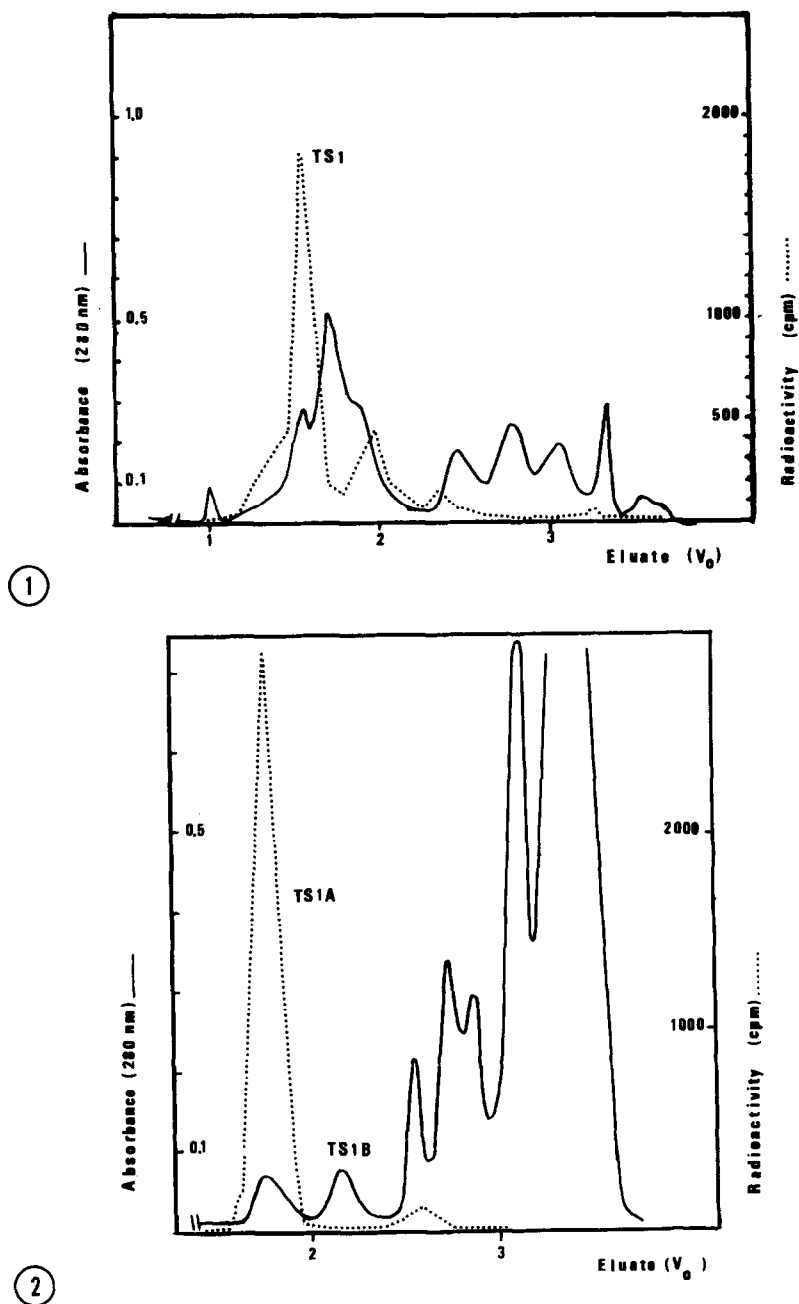 TS1
1.0
0.5
0.1
Absorbance (280 nm)
2000
1000
500
Radioactivity (cpm)
1
2
3
Eluate (V₀)
1
TS1A
TS1B
0.5
0.1
Absorbance (280 nm)
2000
1000
Radioactivity (cpm)
2
3
Eluate (V₀)
2